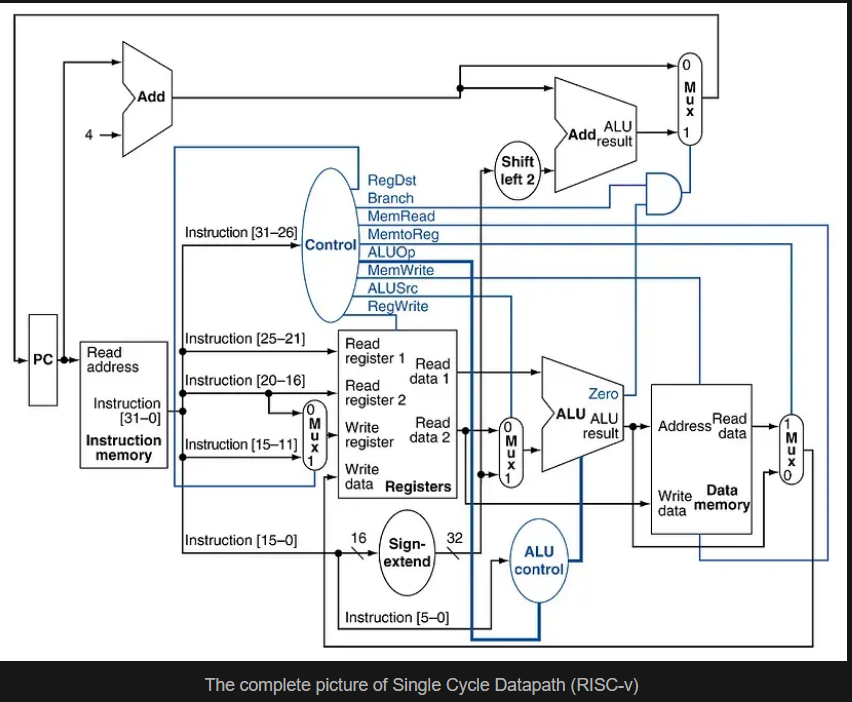 Add
4
0
M
u
x
1
Add
ALU
result
Shift
left 2
RegDst
Branch
MemRead
MemtoReg
ALUOp
MemWrite
ALUSrc
RegWrite
Control
Instruction [31–26]
Instruction [25–21]
Instruction [20–16]
Instruction [15–11]
Instruction [15–0]
PC
Read
address
Instruction
[31–0]
Instruction
memory
0
M
u
x
1
Read
register 1
Read
register 2
Write
register
Write
data
Read
data 1
Read
data 2
Registers
0
M
u
x
1
Zero
ALU
ALU
result
Address
Read
data
Write
data
Data
memory
1
M
u
x
0
16
Sign-
extend
32
ALU
control
Instruction [5–0]
The complete picture of Single Cycle Datapath (RISC-v)